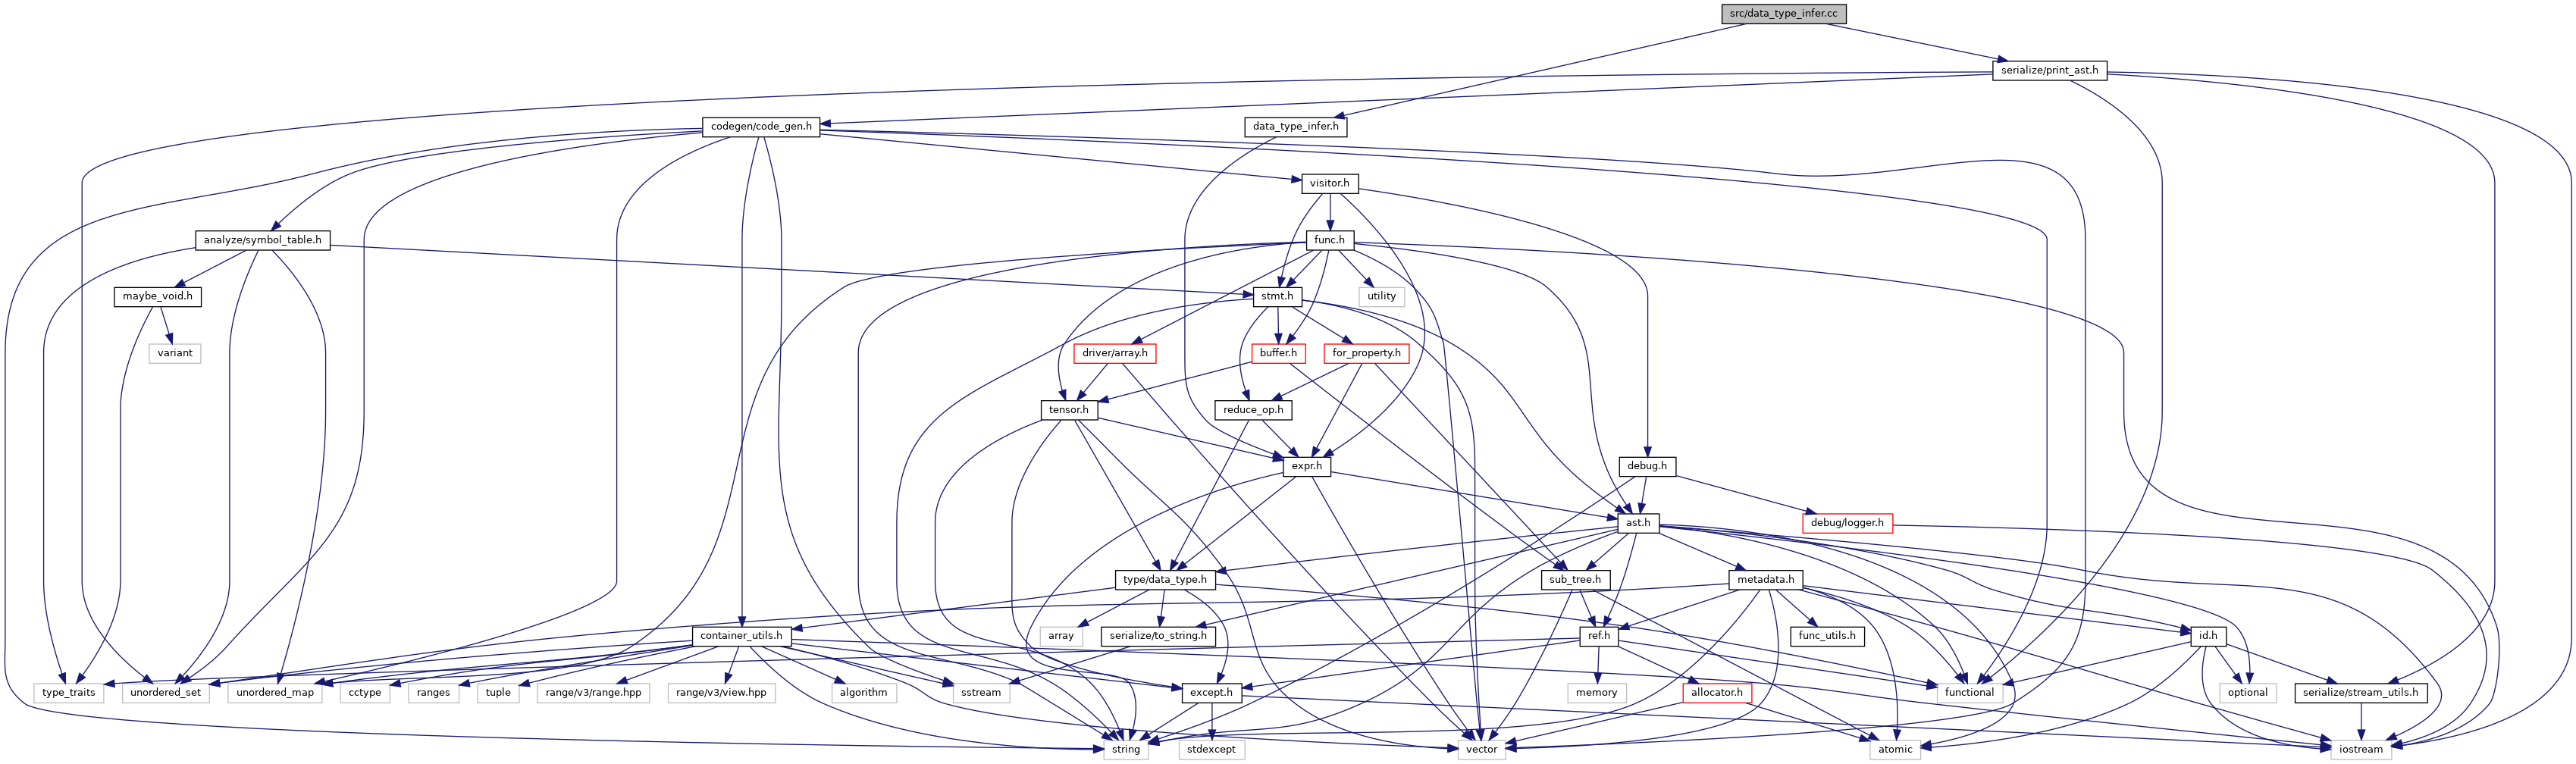 src/data_type_infer.cc
serialize/print_ast.h
codegen/code_gen.h
data_type_infer.h
visitor.h
analyze/symbol_table.h
func.h
maybe_void.h
stmt.h
utility
variant
driver/array.h
buffer.h
for_property.h
tensor.h
reduce_op.h
expr.h
debug.h
ast.h
debug/logger.h
type/data_type.h
sub_tree.h
metadata.h
container_utils.h
array
serialize/to_string.h
ref.h
func_utils.h
id.h
type_traits
unordered_set
unordered_map
cctype
ranges
tuple
range/v3/range.hpp
range/v3/view.hpp
algorithm
sstream
except.h
memory
allocator.h
functional
optional
serialize/stream_utils.h
string
stdexcept
vector
atomic
iostream